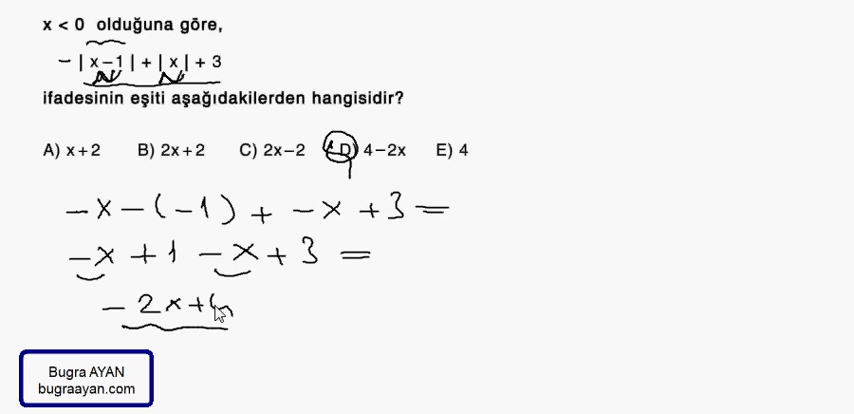 x < 0 olduğuna göre,
− | x−1 | + | x | + 3
ifadesinin eşiti aşağıdakilerden hangisidir?
A) x+2 B) 2x+2 C) 2x−2 D) 4−2x E) 4
−x−(−1) + −x +3 =
−x +1 −x+3 =
−2x+4
Bugra AYAN
bugraayan.com